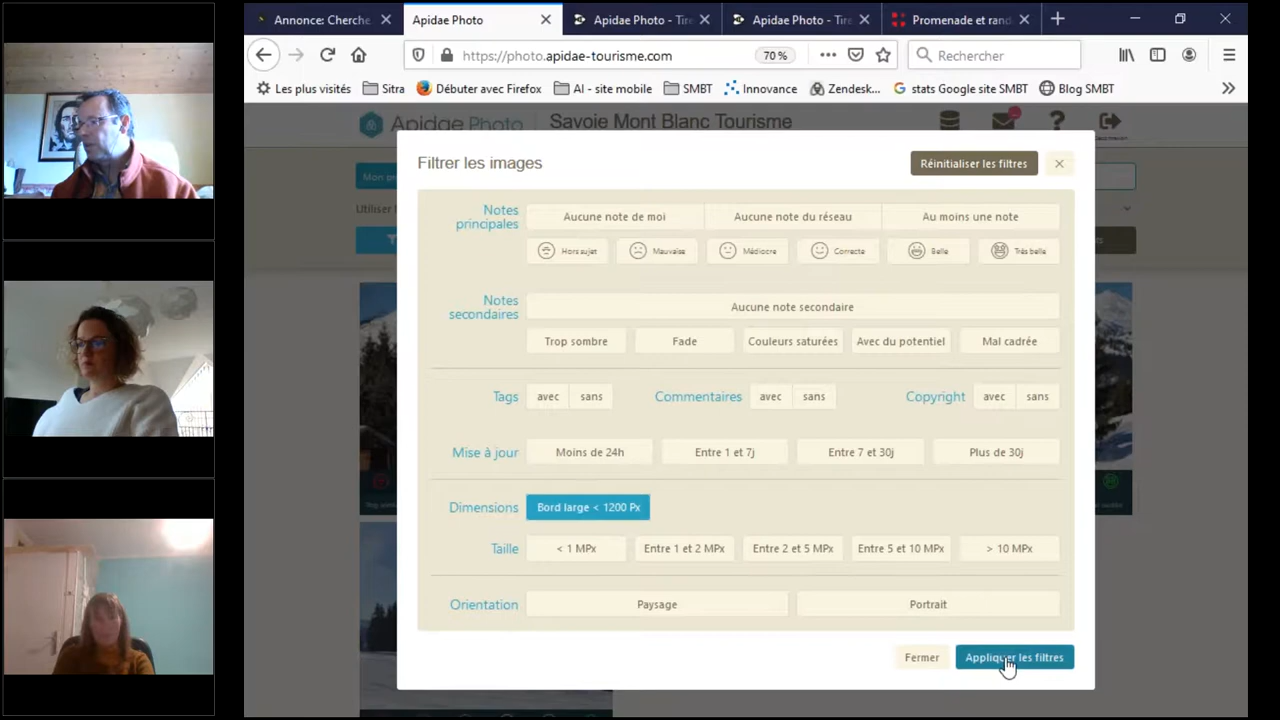 Annonce: Cherche
Apidae Photo
Apidae Photo - Tire
Apidae Photo - Tire
Promenade et rand
https://photo.apidae-tourisme.com
70 %
Rechercher
Les plus visités
Sitra
Débuter avec Firefox
AI - site mobile
SMBT
Innovance
Zendesk...
stats Google site SMBT
Blog SMBT
Apidae Photo
Savoie Mont Blanc Tourisme
Filtrer les images
Réinitialiser les filtres
Notes principales
Aucune note de moi
Aucune note du réseau
Au moins une note
Hors sujet
Mauvaise
Médiocre
Correcte
Belle
Très belle
Notes secondaires
Aucune note secondaire
Trop sombre
Fade
Couleurs saturées
Avec du potentiel
Mal cadrée
Tags
avec
sans
Commentaires
avec
sans
Copyright
avec
sans
Mise à jour
Moins de 24h
Entre 1 et 7j
Entre 7 et 30j
Plus de 30j
Dimensions
Bord large < 1200 Px
Taille
< 1 MPx
Entre 1 et 2 MPx
Entre 2 et 5 MPx
Entre 5 et 10 MPx
> 10 MPx
Orientation
Paysage
Portrait
Fermer
Appliquer les filtres